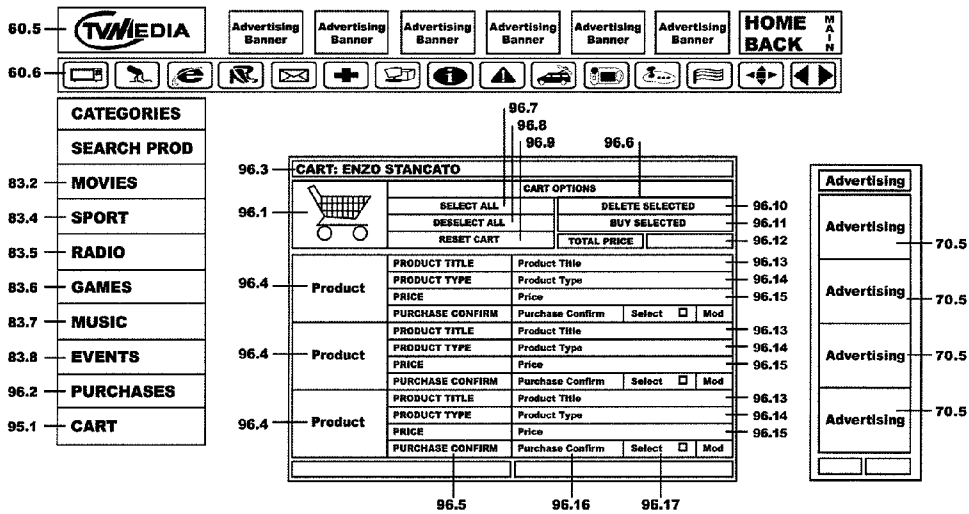 60.5 TVMEDIA Advertising Banner Advertising Banner Advertising Banner Advertising Banner Advertising Banner Advertising Banner HOME BACK MAIN
60.6
CATEGORIES
SEARCH PROD
83.2 MOVIES
83.4 SPORT
83.5 RADIO
83.6 GAMES
83.7 MUSIC
83.8 EVENTS
96.2 PURCHASES
95.1 CART
96.7
96.8
96.9 96.6
96.3 CART: ENZO STANCATO
96.1 CART OPTIONS
SELECT ALL DELETE SELECTED 96.10
DESELECT ALL BUY SELECTED 96.11
RESET CART TOTAL PRICE 96.12
96.4 Product
PRODUCT TITLE Product Title 96.13
PRODUCT TYPE Product Type 96.14
PRICE Price 96.15
PURCHASE CONFIRM Purchase Confirm Select Mod
96.4 Product
PRODUCT TITLE Product Title 96.13
PRODUCT TYPE Product Type 96.14
PRICE Price 96.15
PURCHASE CONFIRM Purchase Confirm Select Mod
96.4 Product
PRODUCT TITLE Product Title 96.13
PRODUCT TYPE Product Type 96.14
PRICE Price 96.15
PURCHASE CONFIRM Purchase Confirm Select Mod
96.5 96.16 96.17
Advertising
Advertising 70.5
Advertising 70.5
Advertising 70.5
Advertising 70.5